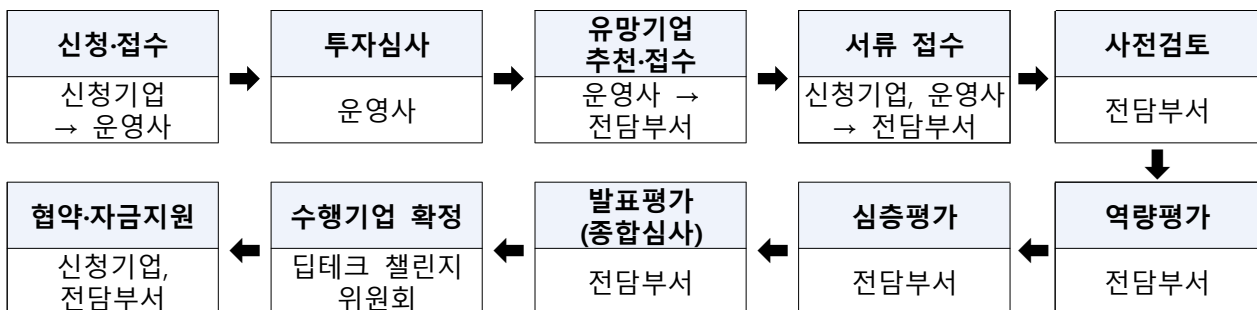 신청·접수
신청기업
→ 운영사
투자심사
운영사
유망기업
추천·접수
운영사 →
전담부서
서류 접수
신청기업, 운영사
→ 전담부서
사전검토
전담부서
역량평가
전담부서
심층평가
전담부서
발표평가
(종합심사)
전담부서
수행기업 확정
딥테크 챌린지
위원회
협약·자금지원
신청기업,
전담부서